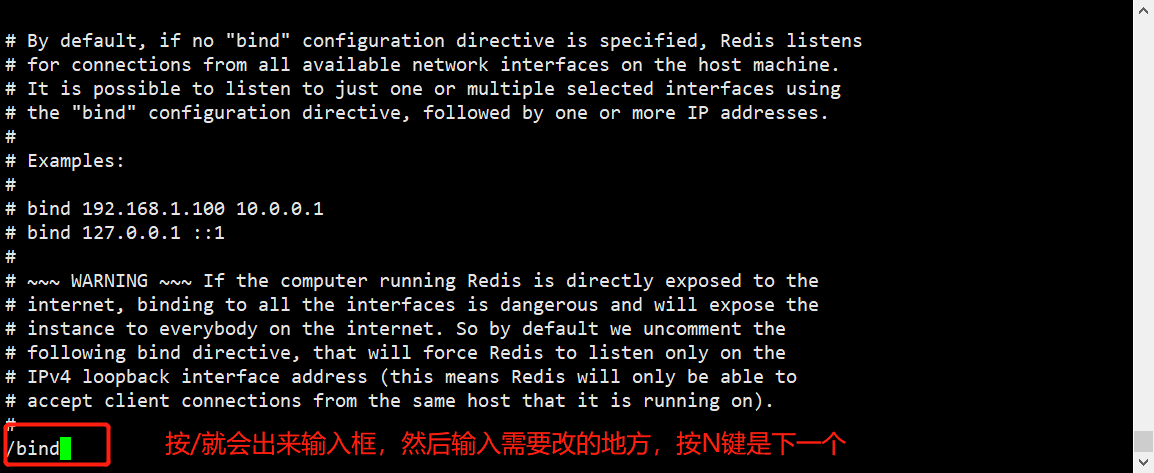 # By default, if no "bind" configuration directive is specified, Redis listens
# for connections from all available network interfaces on the host machine.
# It is possible to listen to just one or multiple selected interfaces using
# the "bind" configuration directive, followed by one or more IP addresses.
#
# Examples:
#
# bind 192.168.1.100 10.0.0.1
# bind 127.0.0.1 ::1
#
# ~~~ WARNING ~~~ If the computer running Redis is directly exposed to the
# internet, binding to all the interfaces is dangerous and will expose the
# instance to everybody on the internet. So by default we uncomment the
# following bind directive, that will force Redis to listen only on the
# IPv4 loopback interface address (this means Redis will only be able to
# accept client connections from the same host that it is running on).
#
/bind 按/就会出来输入框，然后输入需要改的地方，按N键是下一个